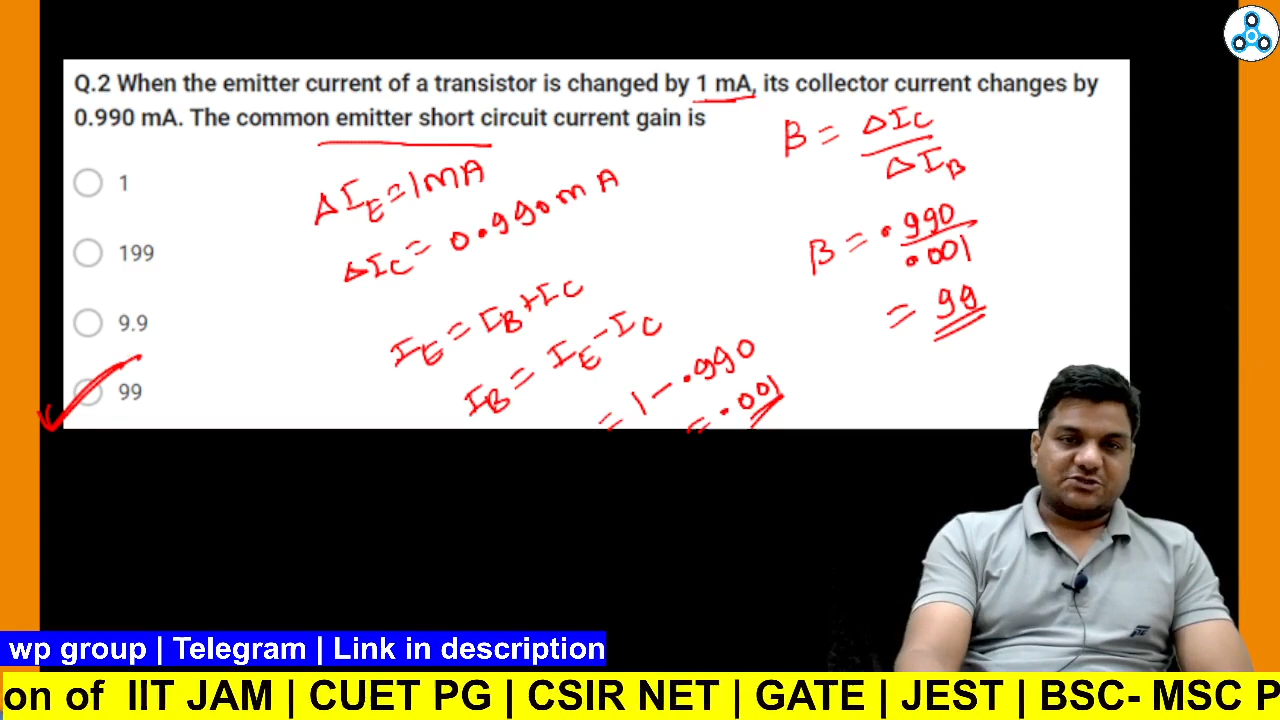 Q.2 When the emitter current of a transistor is changed by 1 mA, its collector current changes by
0.990 mA. The common emitter short circuit current gain is
1
199
9.9
99
ΔI_E = 1 mA
ΔI_C = 0.990 mA
I_E = I_B + I_C
I_B = I_E - I_C
= 1 - .990
= .001
β = ΔI_C / ΔI_B
β = .990 / .001
= 99
wp group | Telegram | Link in description
on of IIT JAM | CUET PG | CSIR NET | GATE | JEST | BSC- MSC P